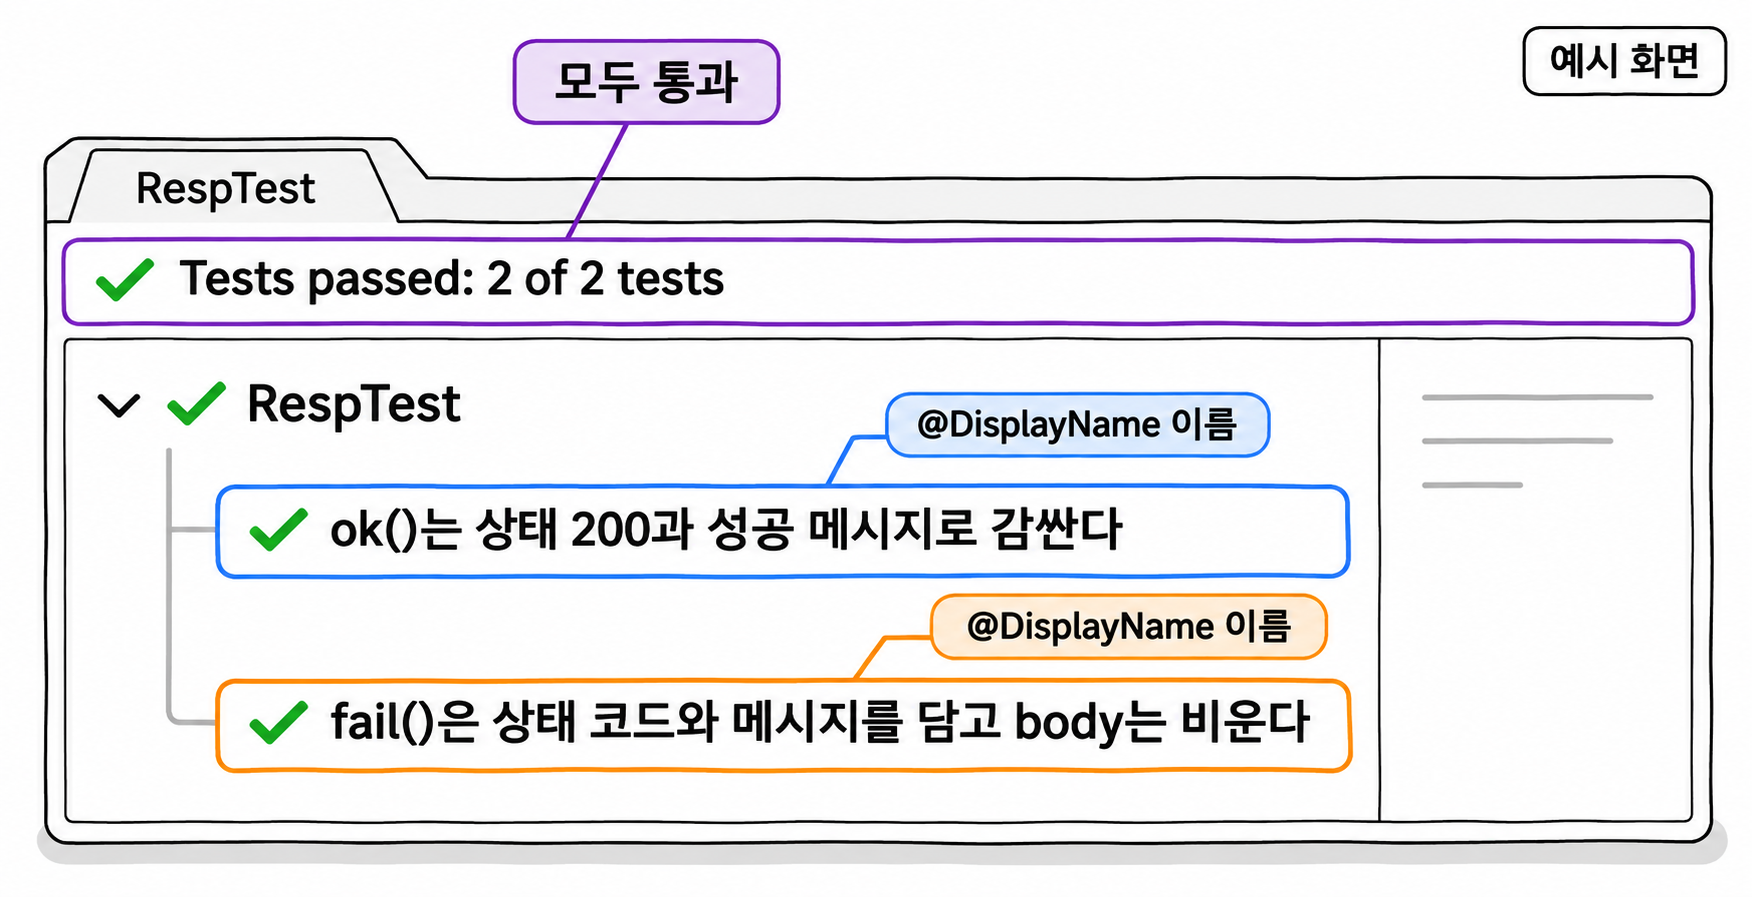 모두 통과
예시 화면
RespTest
Tests passed: 2 of 2 tests
RespTest
@DisplayName 이름
ok()는 상태 200과 성공 메시지로 감싼다
@DisplayName 이름
fail()은 상태 코드와 메시지를 담고 body는 비운다